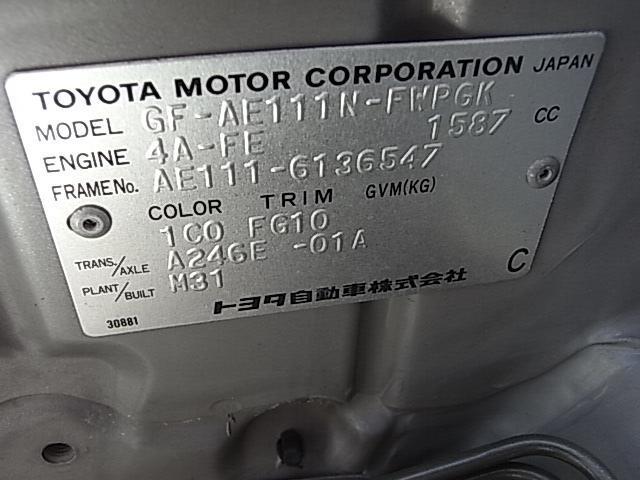 TOYOTA MOTOR CORPORATION JAPAN
MODEL GF-AE111N-FWPGK
ENGINE 4A-FE 1587 CC
FRAME No. AE111-6136547
COLOR TRIM GVM(KG)
1C0 FG10
TRANS./AXLE A246E -01A
PLANT/BUILT M31
トヨタ自動車株式会社 C
30881